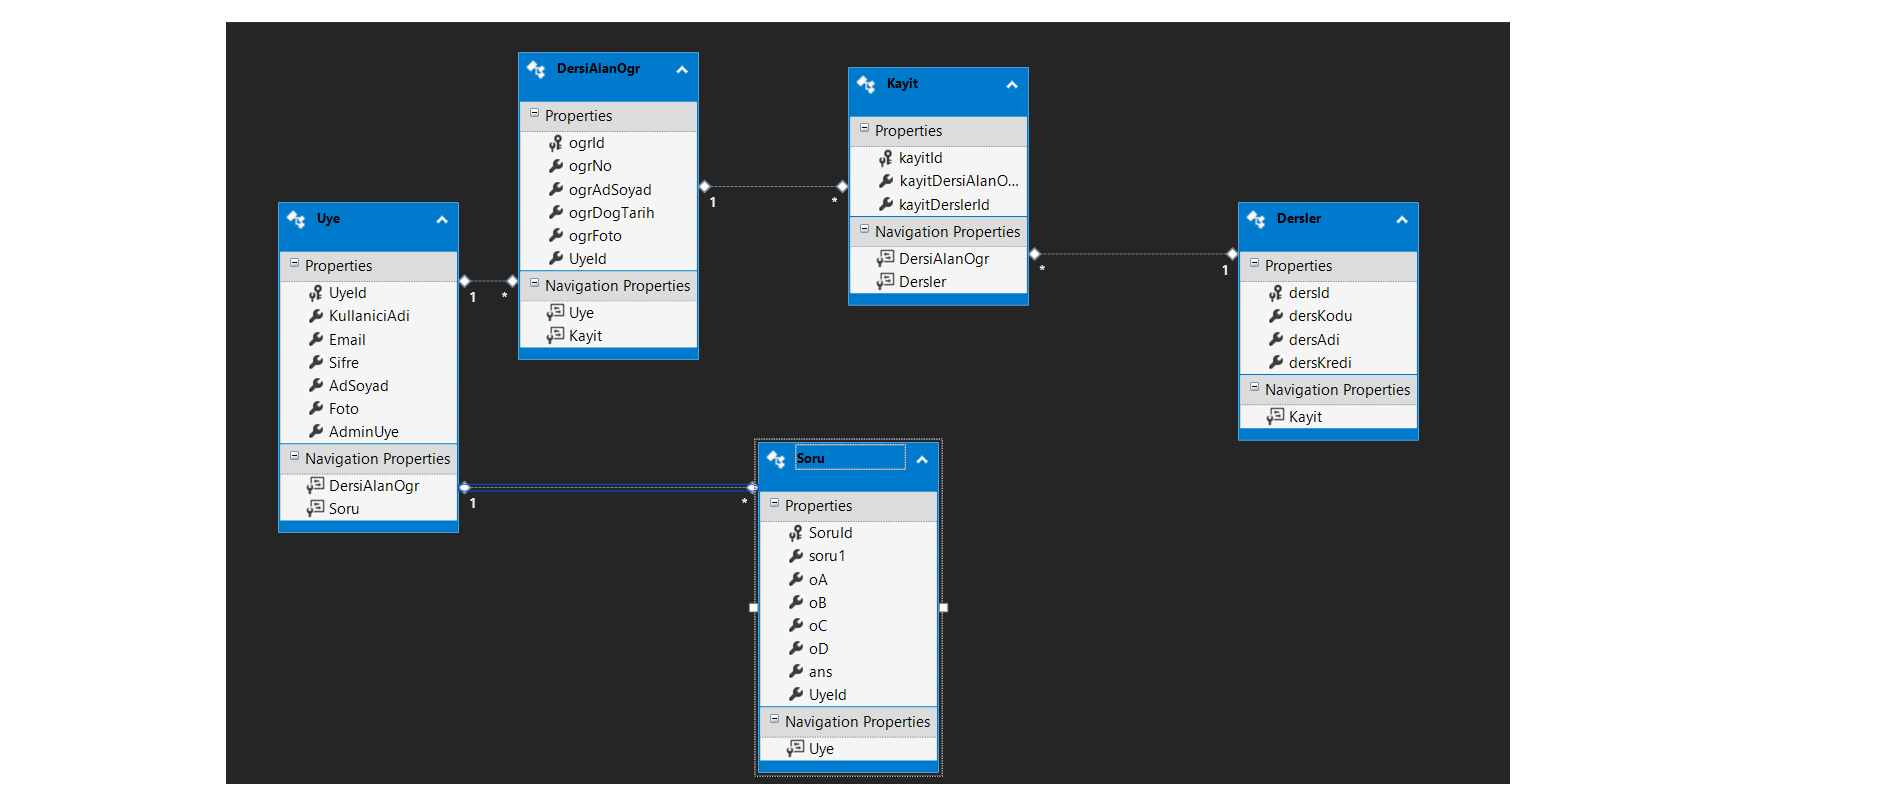 Uye
Properties
UyeId
KullaniciAdi
Email
Sifre
AdSoyad
Foto
AdminUye
Navigation Properties
DersiAlanOgr
Soru
1
*
1
*
DersiAlanOgr
Properties
ogrId
ogrNo
ogrAdSoyad
ogrDogTarih
ogrFoto
UyeId
Navigation Properties
Uye
Kayit
1
*
Kayit
Properties
kayitId
kayitDersiAlanO...
kayitDerslerId
Navigation Properties
DersiAlanOgr
Dersler
*
1
Dersler
Properties
dersId
dersKodu
dersAdi
dersKredi
Navigation Properties
Kayit
Soru
Properties
SoruId
soru1
oA
oB
oC
oD
ans
UyeId
Navigation Properties
Uye